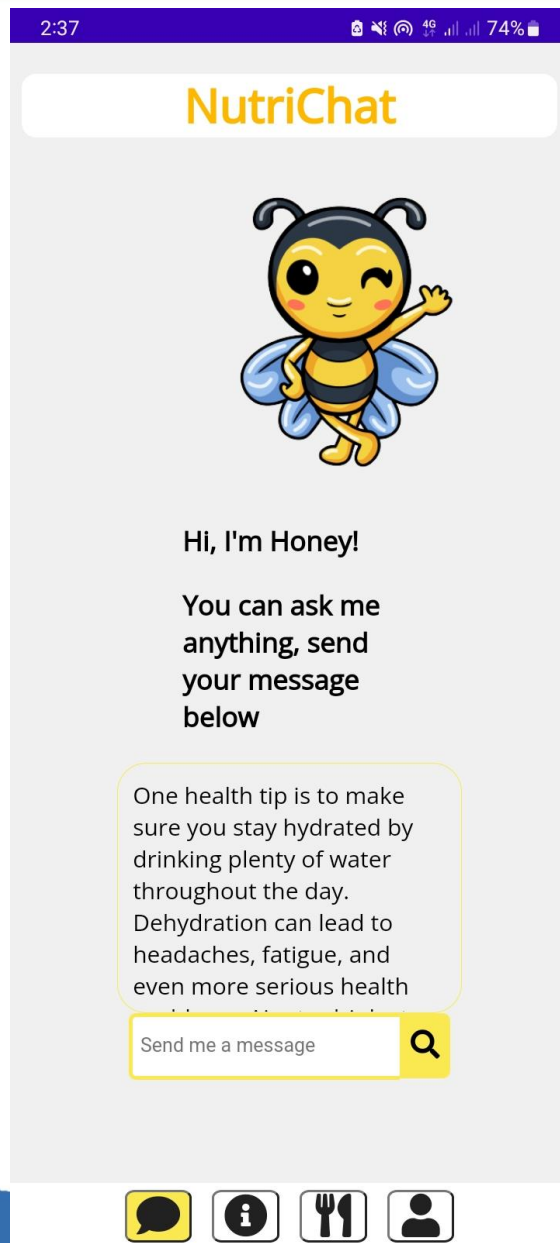 2:37
4G
74%
NutriChat
Hi, I'm Honey!
You can ask me
anything, send
your message
below
One health tip is to make
sure you stay hydrated by
drinking plenty of water
throughout the day.
Dehydration can lead to
headaches, fatigue, and
even more serious health
Send me a message